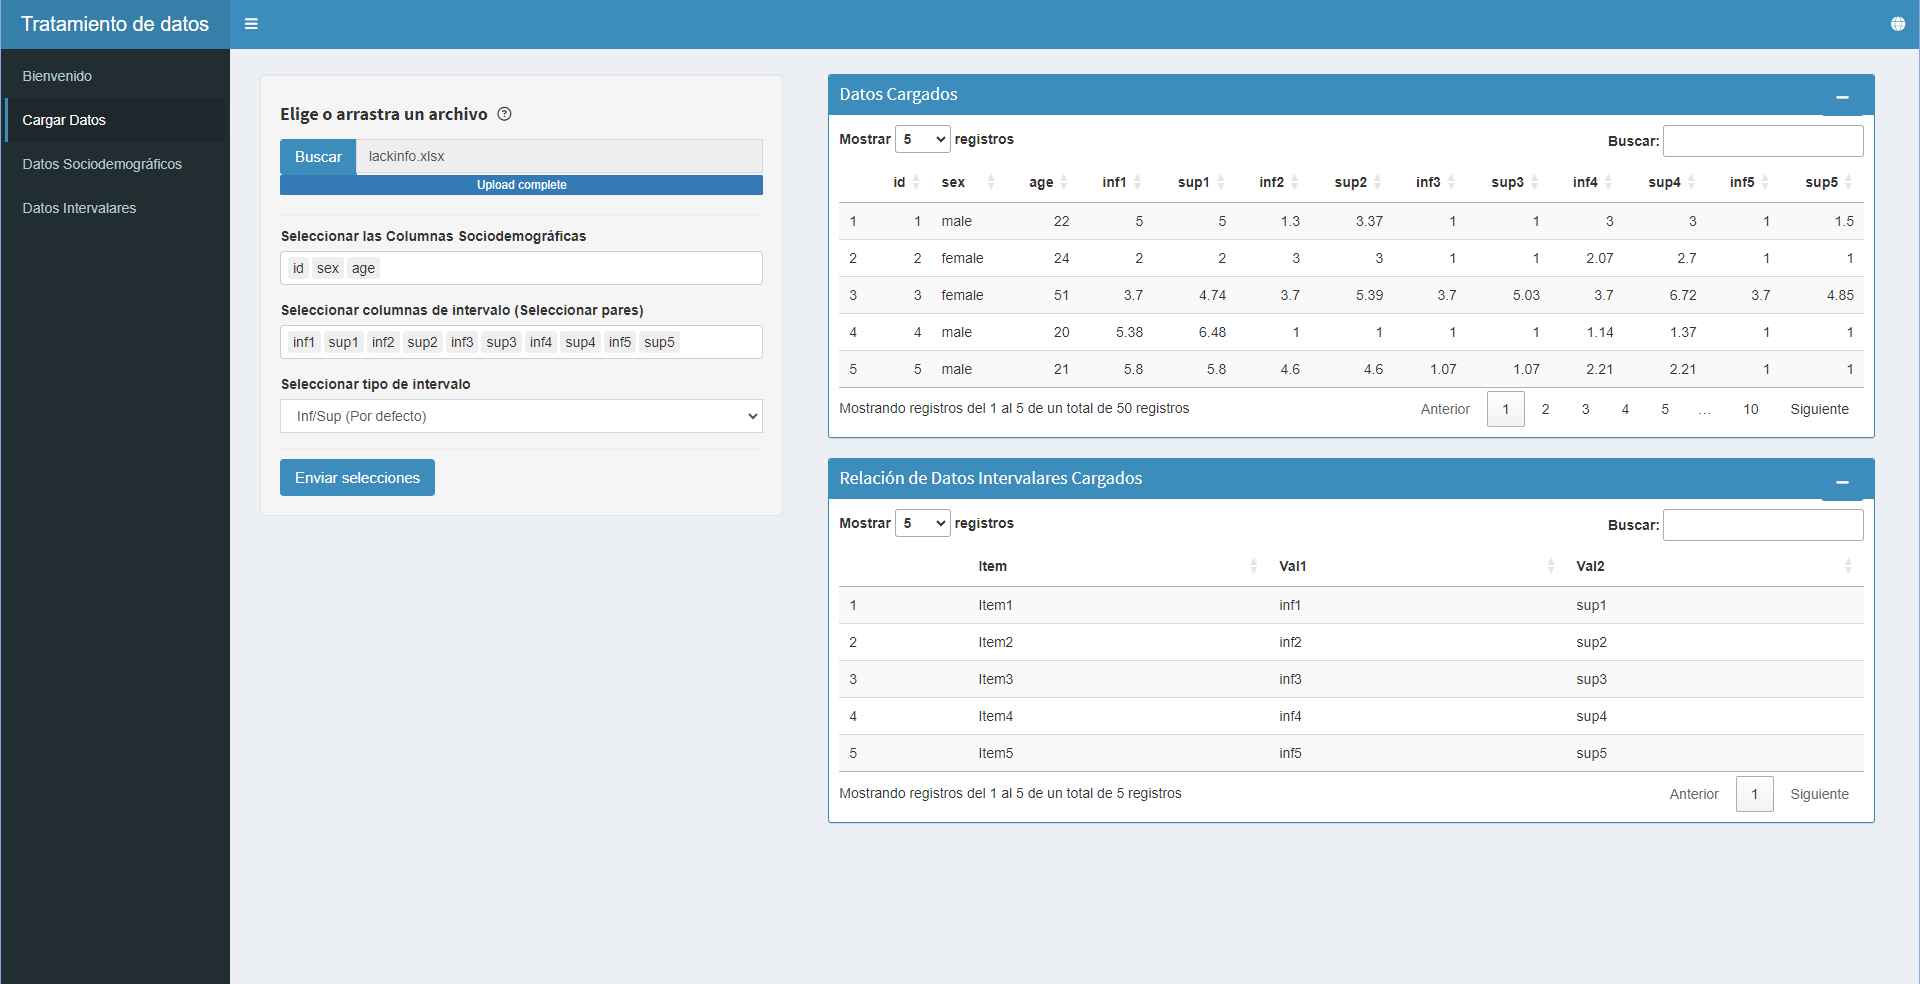 Tratamiento de datos
Bienvenido
Cargar Datos
Datos Sociodemográficos
Datos Intervalares
Elige o arrastra un archivo
Buscar lackinfo.xlsx
Upload complete
Seleccionar las Columnas Sociodemográficas
id sex age
Seleccionar columnas de intervalo (Seleccionar pares)
inf1 sup1 inf2 sup2 inf3 sup3 inf4 sup4 inf5 sup5
Seleccionar tipo de intervalo
Inf/Sup (Por defecto)
Enviar selecciones
Datos Cargados
Mostrar 5 registros Buscar:
id sex age inf1 sup1 inf2 sup2 inf3 sup3 inf4 sup4 inf5 sup5
1 1 male 22 5 5 1.3 3.37 1 1 3 3 1 1.5
2 2 female 24 2 2 3 3 1 1 2.07 2.7 1 1
3 3 female 51 3.7 4.74 3.7 5.39 3.7 5.03 3.7 6.72 3.7 4.85
4 4 male 20 5.38 6.48 1 1 1 1 1.14 1.37 1 1
5 5 male 21 5.8 5.8 4.6 4.6 1.07 1.07 2.21 2.21 1 1
Mostrando registros del 1 al 5 de un total de 50 registros Anterior 1 2 3 4 5 … 10 Siguiente
Relación de Datos Intervalares Cargados
Mostrar 5 registros Buscar:
Item Val1 Val2
1 Item1 inf1 sup1
2 Item2 inf2 sup2
3 Item3 inf3 sup3
4 Item4 inf4 sup4
5 Item5 inf5 sup5
Mostrando registros del 1 al 5 de un total de 5 registros Anterior 1 Siguiente